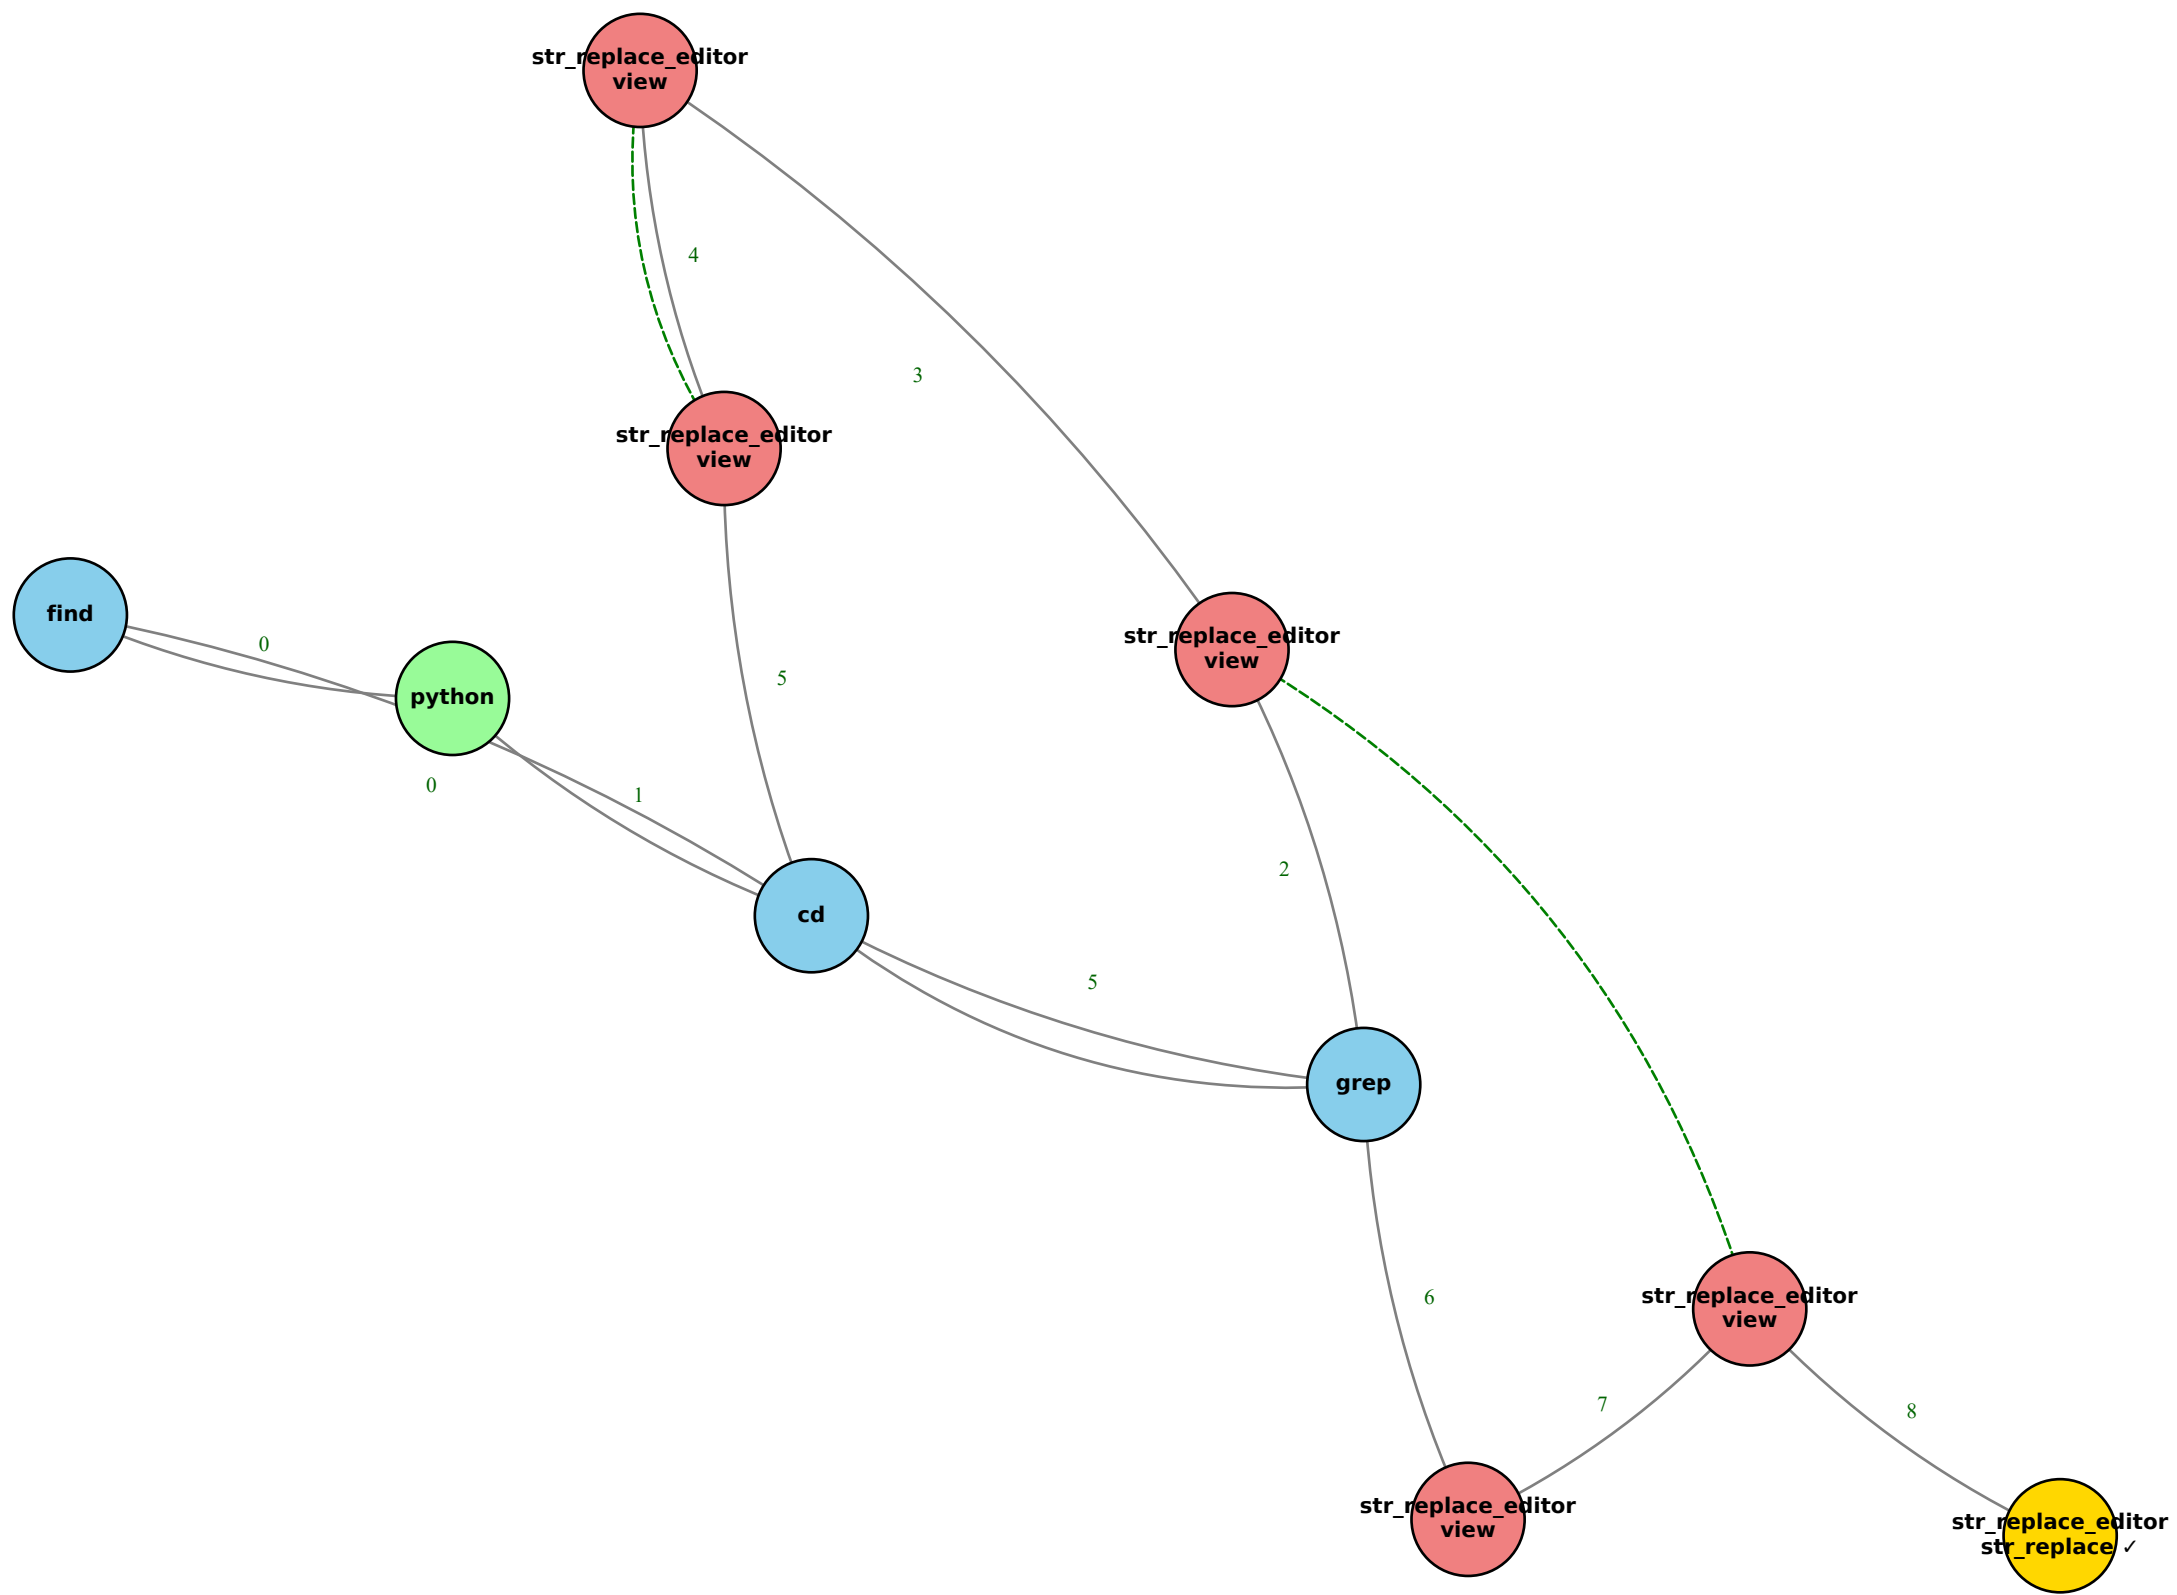 str_replace_editor
view
4
3
str_replace_editor
view
find
0
python
str_replace_editor
view
5
0
1
2
cd
5
grep
6
str_replace_editor
view
7
8
str_replace_editor
view
str_replace_editor
str_replace ✓